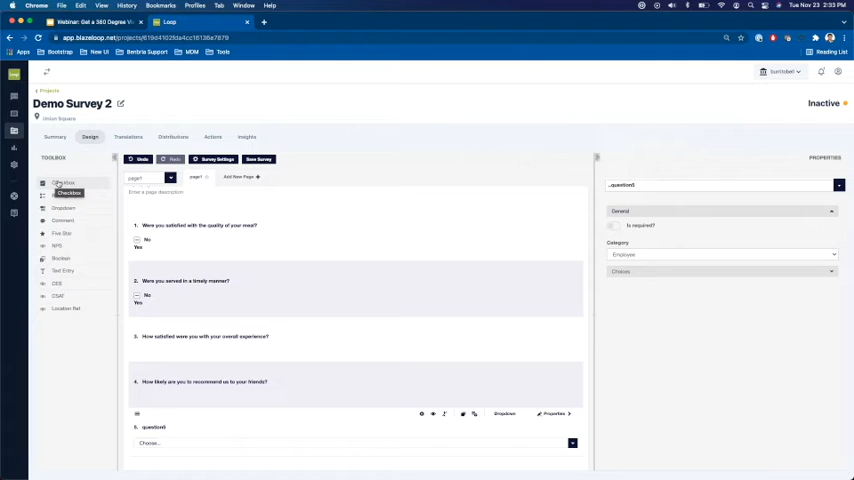 Chrome File Edit View History Bookmarks Profiles Tab Window Help Tue Nov 23 2:33 PM
Webinar: Get a 360 Degree Vi
Loop
app.blazeloop.net/projects/619d4134fa4cc16136e7879
Apps Bootstrap New UI Benbria Support MDM Tools Reading List
Projects
Demo Survey 2
Inactive
Union Square
Summary Design Translations Distributions Actions Insights
TOOLBOX
Undo Redo Survey Settings Save Survey
PROPERTIES
page1
page1
Add New Page +
Checkbox
Checkbox
Dropdown
Comment
Five Star
NPS
Boolean
Text Entry
CES
CSAT
Location Ref
Enter a page description
1. Were you satisfied with the quality of your meal?
No
Yes
2. Were you served in a timely manner?
No
Yes
3. How satisfied were you with your overall experience?
4. How likely are you to recommend us to your friends?
Dropdown
Properties
5. question5
Choose...
General
Is required?
Category
Employee
Choices